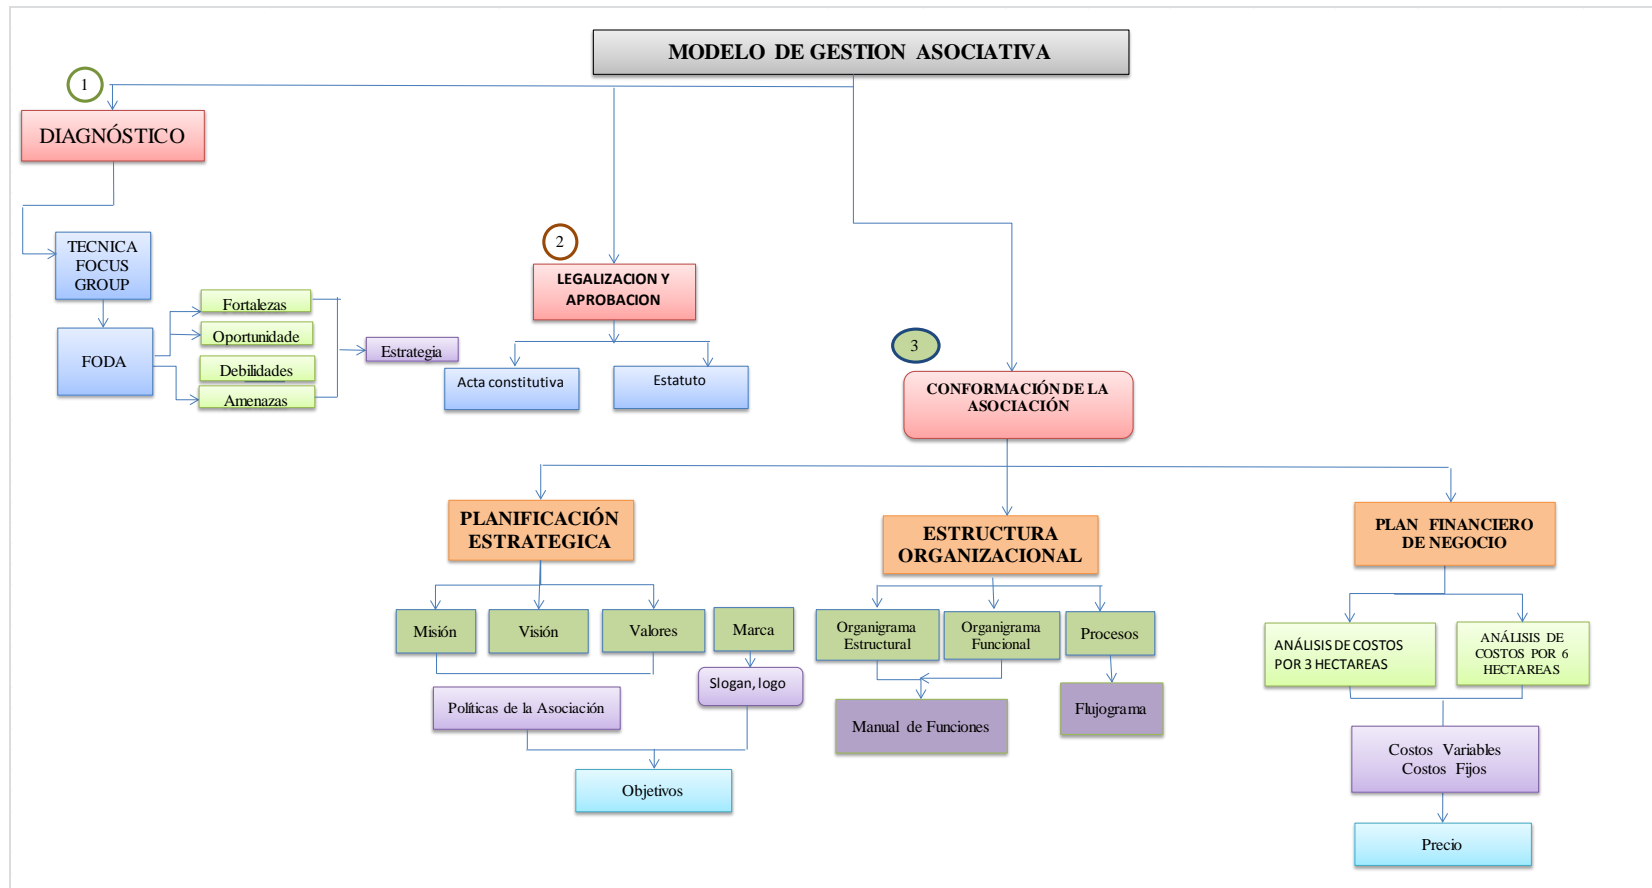 MODELO DE GESTION ASOCIATIVA
1
DIAGNÓSTICO
TECNICA
FOCUS
GROUP
FODA
Fortalezas
Oportunidade
Debilidades
Amenazas
Estrategia
2
LEGALIZACION Y
APROBACION
Acta constitutiva
Estatuto
3
CONFORMACIÓN DE LA
ASOCIACIÓN
PLANIFICACIÓN
ESTRATEGICA
Misión
Visión
Valores
Marca
Slogan, logo
Políticas de la Asociación
Objetivos
ESTRUCTURA
ORGANIZACIONAL
Organigrama
Estructural
Organigrama
Funcional
Procesos
Manual de Funciones
Flujograma
PLAN FINANCIERO
DE NEGOCIO
ANÁLISIS DE COSTOS
POR 3 HECTAREAS
ANÁLISIS DE
COSTOS POR 6
HECTAREAS
Costos Variables
Costos Fijos
Precio